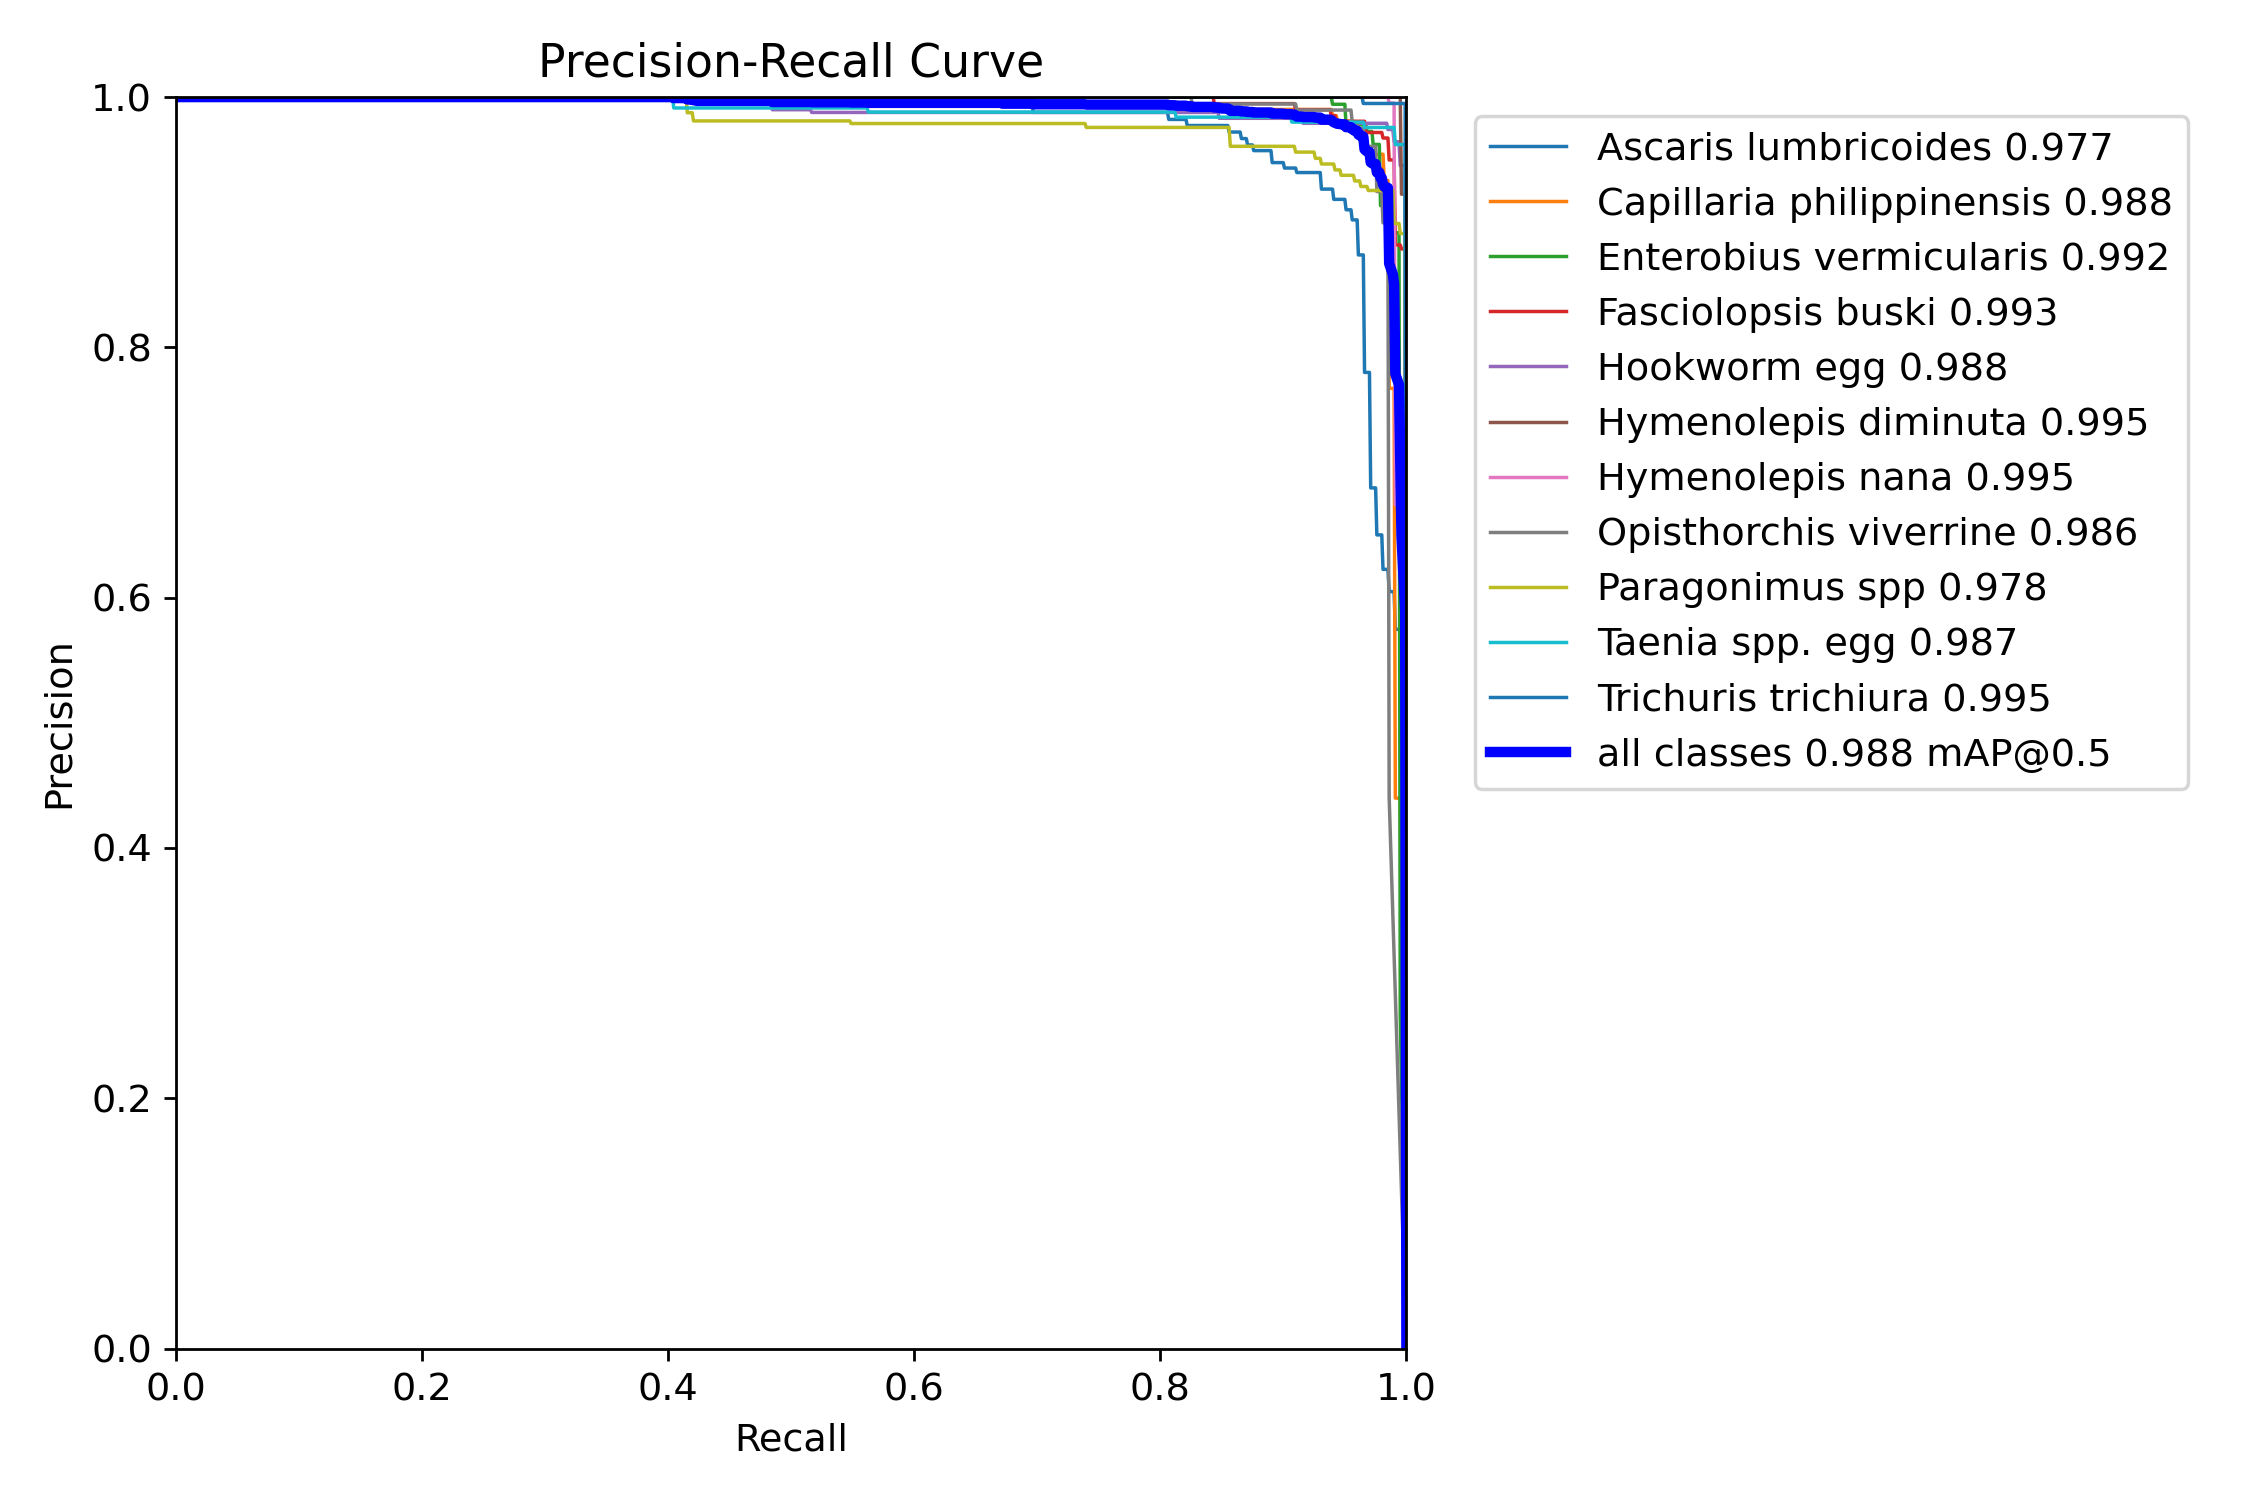 Precision-Recall Curve
1.0
0.8
0.6
0.4
0.2
0.0
Precision
0.0 0.2 0.4 0.6 0.8 1.0
Recall
Ascaris lumbricoides 0.977
Capillaria philippinensis 0.988
Enterobius vermicularis 0.992
Fasciolopsis buski 0.993
Hookworm egg 0.988
Hymenolepis diminuta 0.995
Hymenolepis nana 0.995
Opisthorchis viverrine 0.986
Paragonimus spp 0.978
Taenia spp. egg 0.987
Trichuris trichiura 0.995
all classes 0.988 mAP@0.5